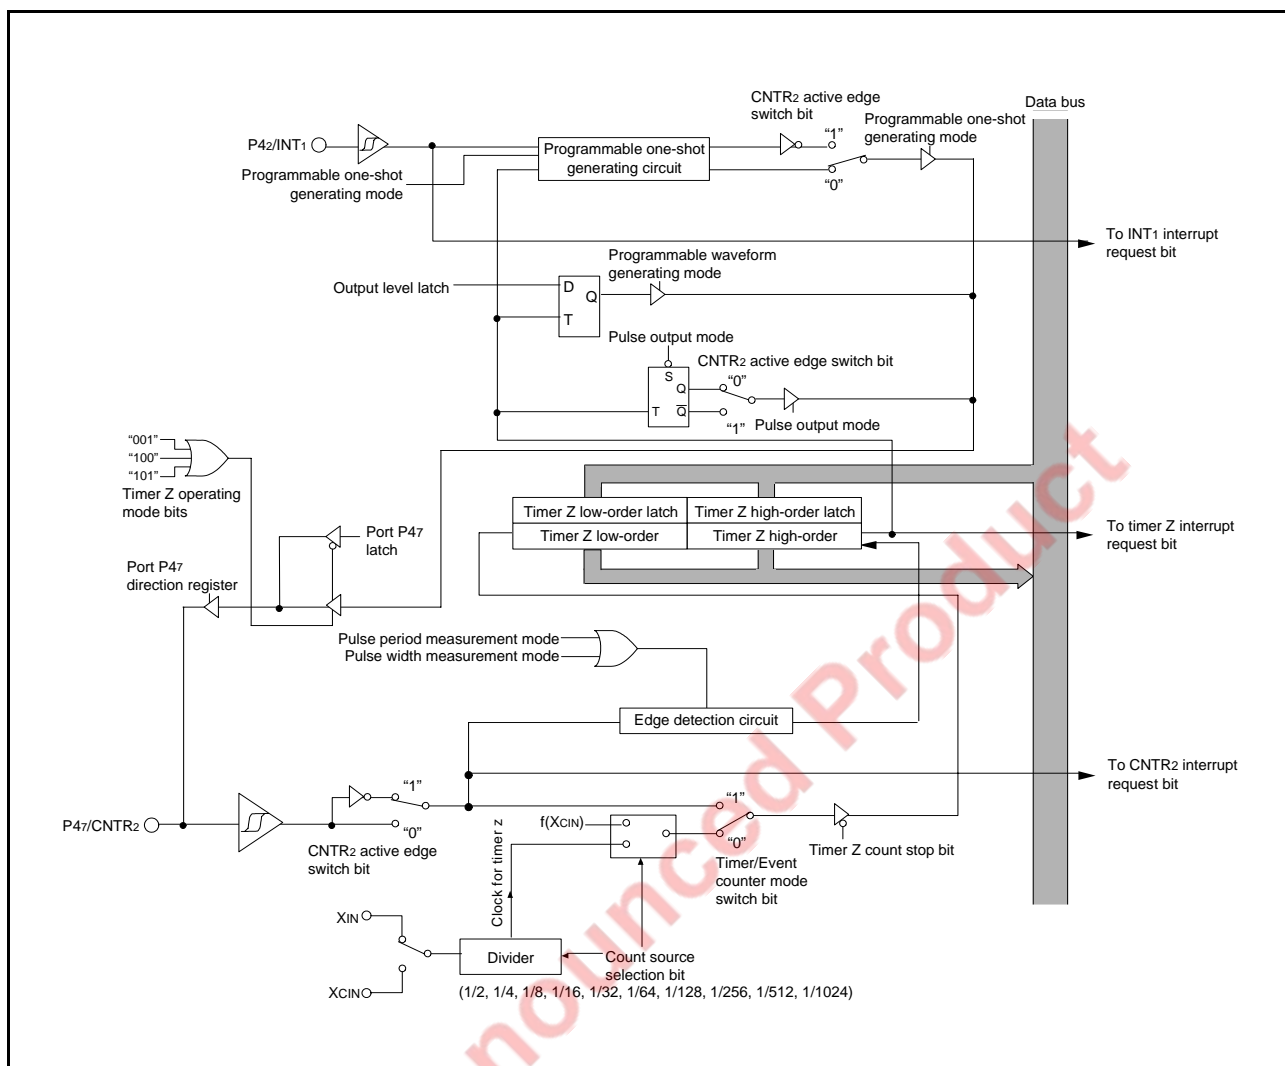 CNTR2 active edge
switch bit
Data bus
P42/INT1
"1"
Programmable one-shot
generating mode
Programmable one-shot
generating circuit
Programmable one-shot
generating mode
"0"
To INT1 interrupt
request bit
Programmable waveform
generating mode
Output level latch
D
Q
T
Pulse output mode
CNTR2 active edge switch bit
S
Q
"0"
T
Q
"1"
Pulse output mode
"001"
"100"
"101"
Timer Z operating
mode bits
Timer Z low-order latch
Timer Z high-order latch
Timer Z low-order
Timer Z high-order
To timer Z interrupt
request bit
Port P47
latch
Port P47
direction register
Pulse period measurement mode
Pulse width measurement mode
Edge detection circuit
To CNTR2 interrupt
request bit
"1"
P47/CNTR2
"0"
CNTR2 active edge
switch bit
Clock for timer z
f(XCIN)
"1"
"0"
Timer/Event
counter mode
switch bit
Timer Z count stop bit
XIN
Divider
Count source
selection bit
XCIN
(1/2, 1/4, 1/8, 1/16, 1/32, 1/64, 1/128, 1/256, 1/512, 1/1024)
nounced Product